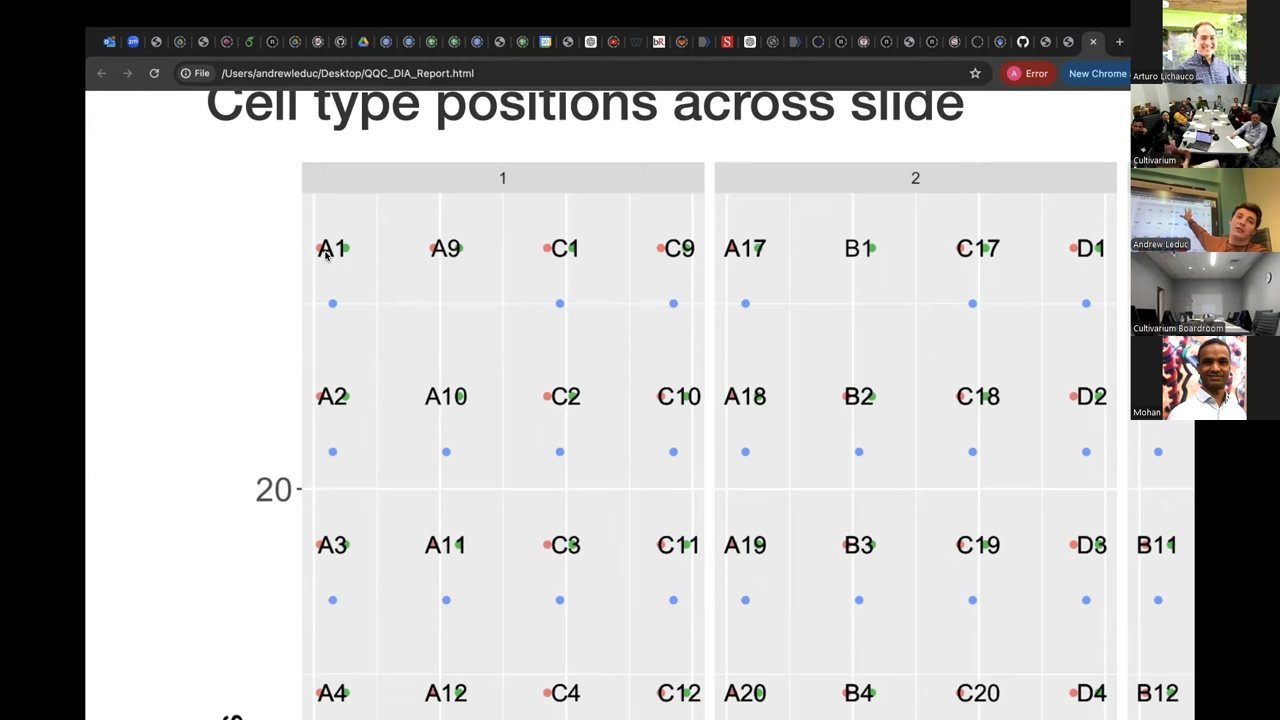 File
/Users/andrewleduc/Desktop/QQC_DIA_Report.html
A
Error
New Chrome
Cell type positions across slide
1
2
A1 A9 C1 C9 A17 B1 C17 D1
A2 A10 C2 C10 A18 B2 C18 D2
20
A3 A11 C3 C11 A19 B3 C19 D3 B11
A4 A12 C4 C12 A20 B4 C20 D4 B12
Arturo Lichauco
Cultivarium
Andrew Leduc
Cultivarium Boardroom
Mohan